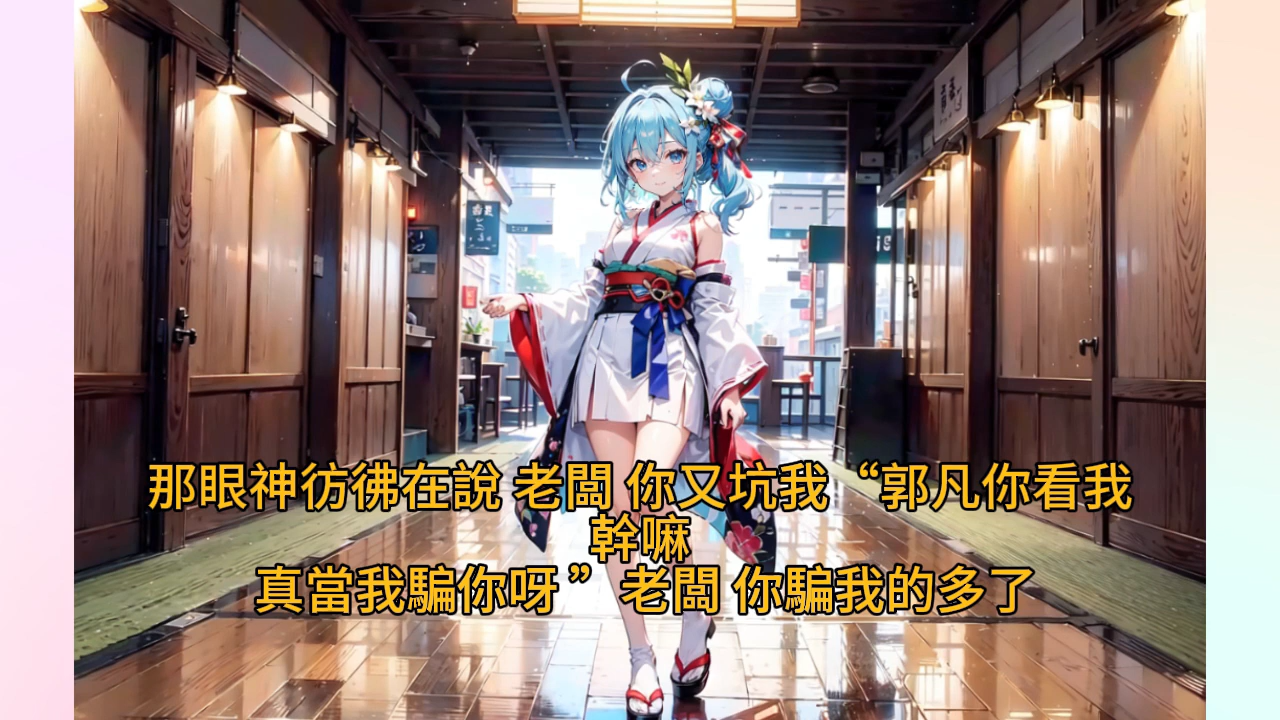 那眼神彷彿在說 老闆 你又坑我“郭凡你看我
幹嘛
真當我騙你呀 ” 老闆 你騙我的多了